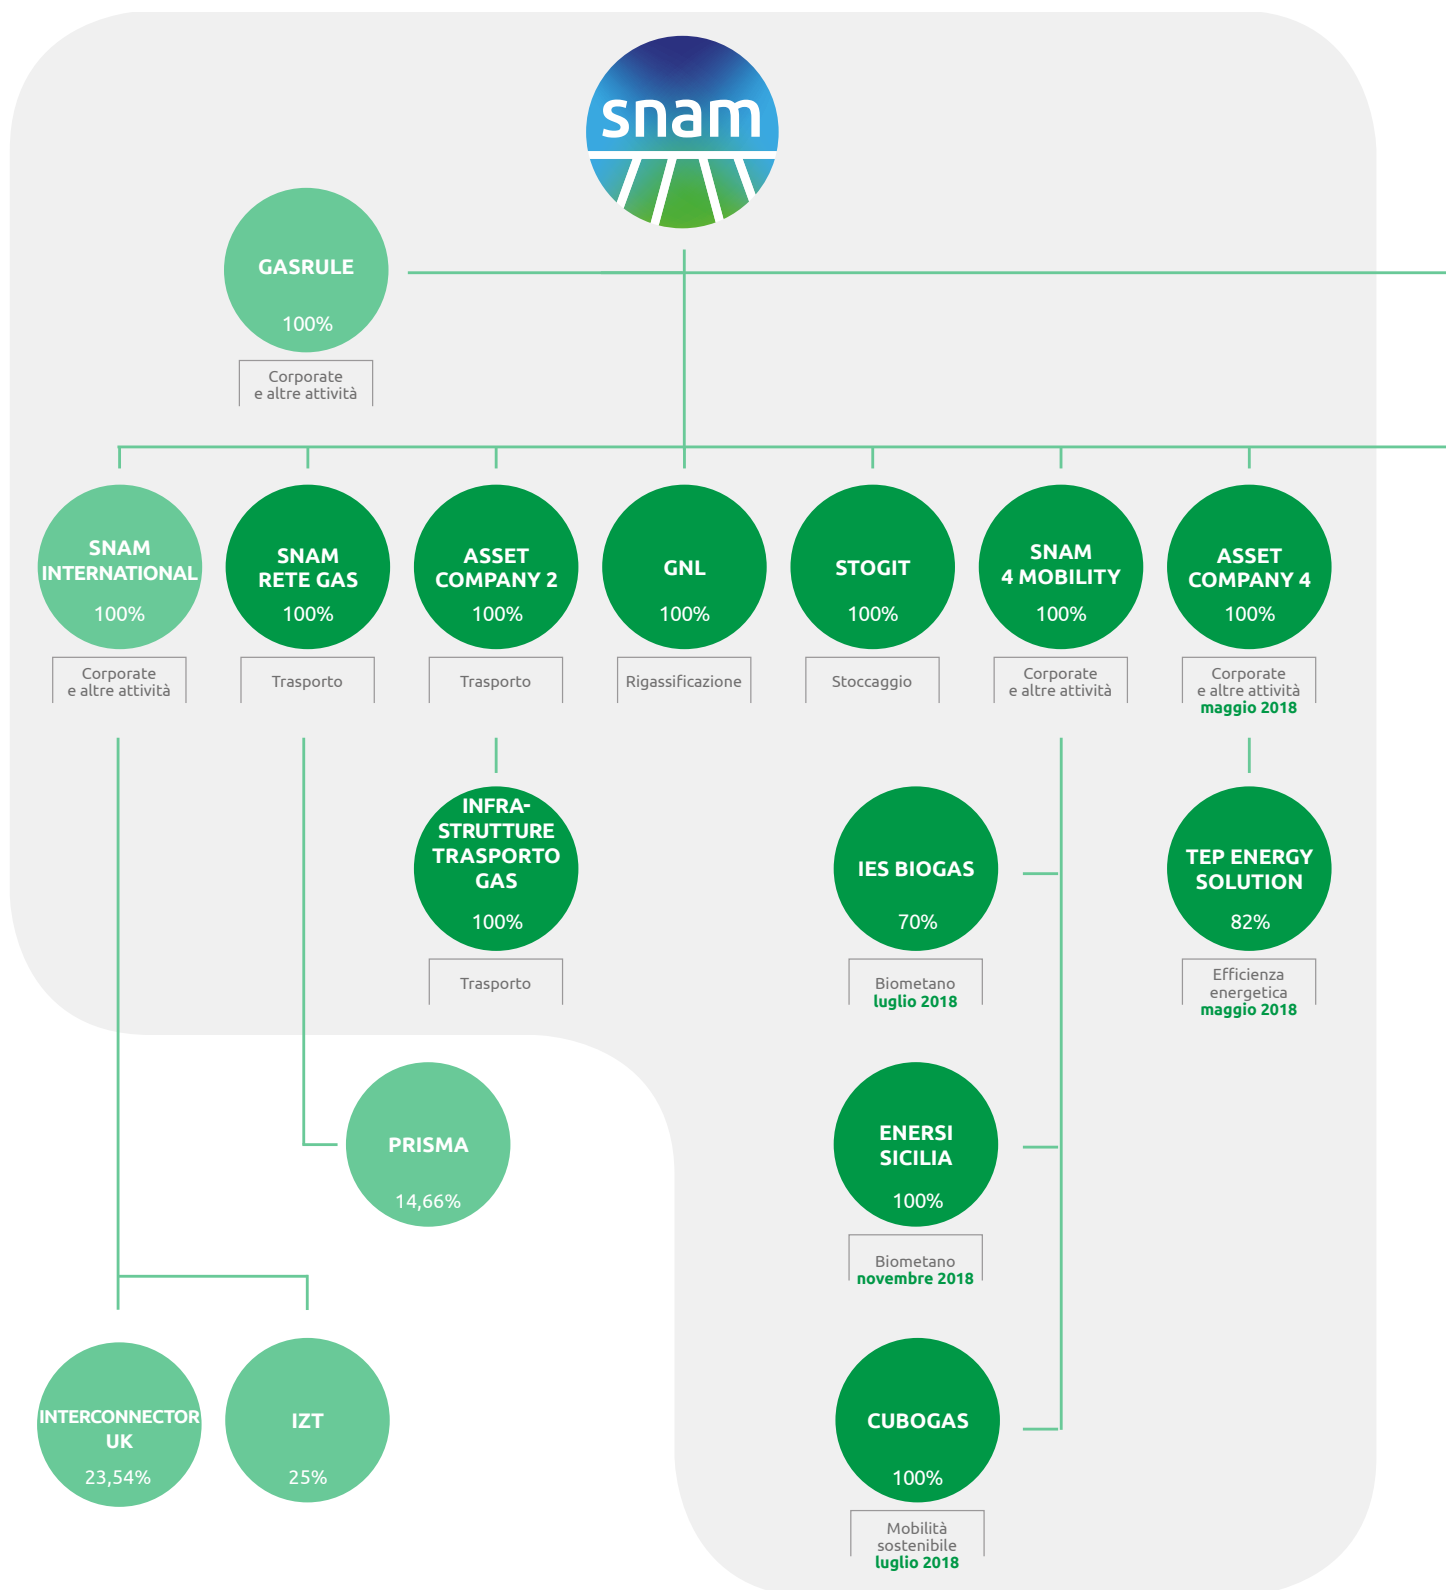 snam
GASRULE
100%
Corporate
e altre attività
SNAM
INTERNATIONAL
100%
Corporate
e altre attività
SNAM
RETE GAS
100%
Trasporto
ASSET
COMPANY 2
100%
Trasporto
GNL
100%
Rigassificazione
STOGIT
100%
Stoccaggio
SNAM
4 MOBILITY
100%
Corporate
e altre attività
ASSET
COMPANY 4
100%
Corporate
e altre attività
maggio 2018
INFRA-
STRUTTURE
TRASPORTO
GAS
100%
Trasporto
IES BIOGAS
70%
Biometano
luglio 2018
TEP ENERGY
SOLUTION
82%
Efficienza
energetica
maggio 2018
PRISMA
14,66%
ENERSI
SICILIA
100%
Biometano
novembre 2018
INTERCONNECTOR
UK
23,54%
IZT
25%
CUBOGAS
100%
Mobilità
sostenibile
luglio 2018